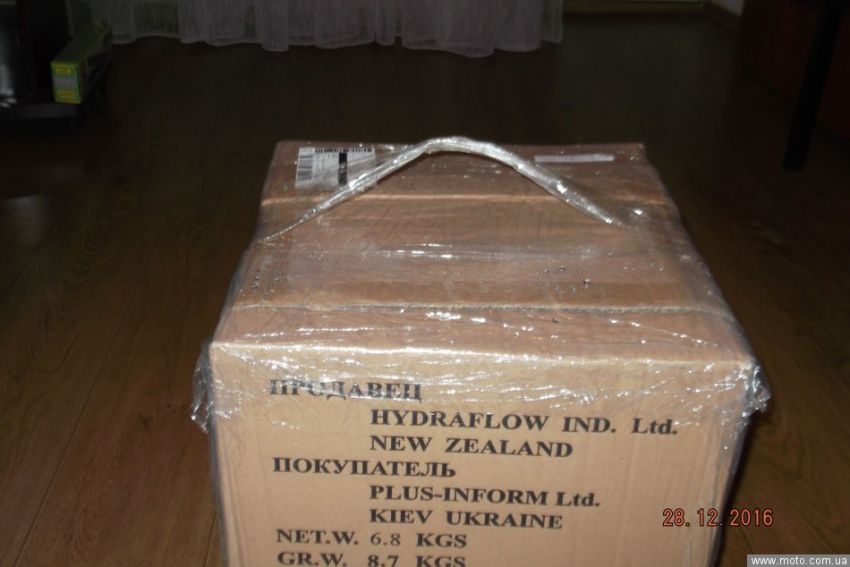 ПРОДАВЕЦ
HYDRAFLOW IND. Ltd.
NEW ZEALAND
ПОКУПАТЕЛЬ
PLUS-INFORM Ltd.
KIEV UKRAINE
NET.W. 6.8 KGS
GR.W. 8.7 KGS
28.12.2016
www.moto.com.ua